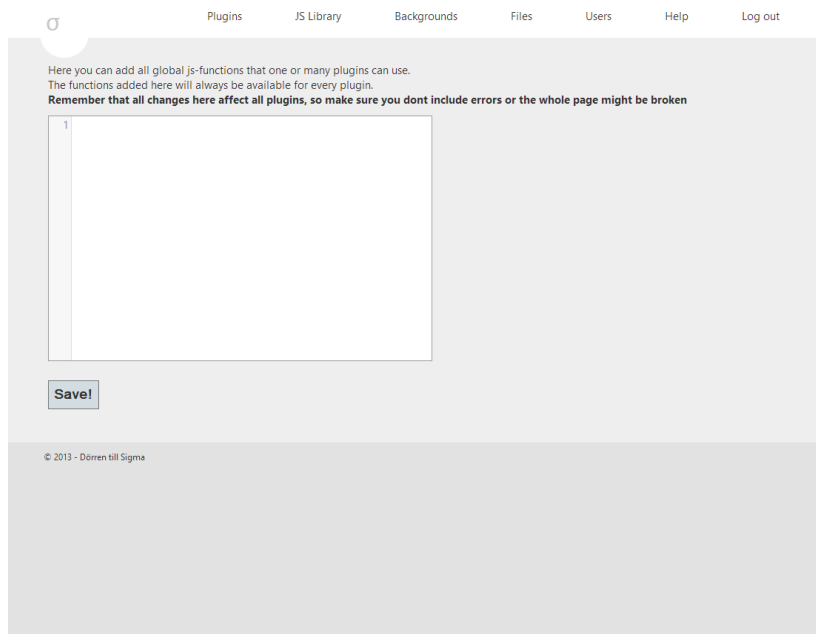 σ
Plugins JS Library Backgrounds Files Users Help Log out
Here you can add all global js-functions that one or many plugins can use.
The functions added here will always be available for every plugin.
Remember that all changes here affect all plugins, so make sure you dont include errors or the whole page might be broken
1
Save!
© 2013 - Dörren till Sigma